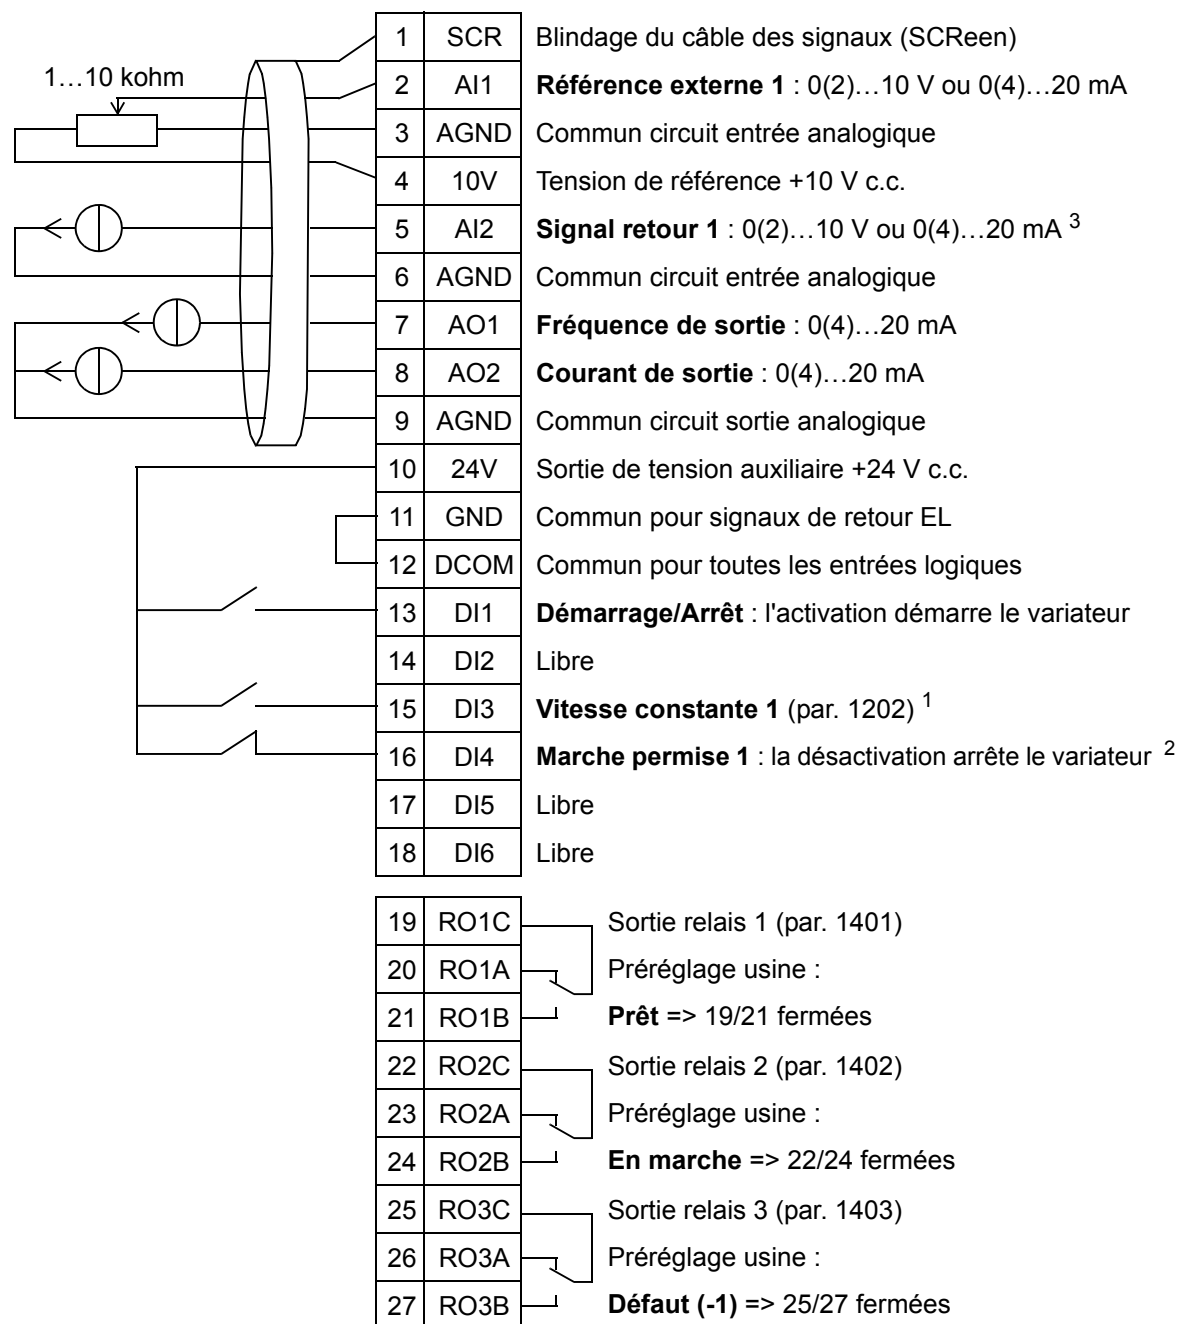 1 SCR Blindage du câble des signaux (SCReen)
1…10 kohm
2 AI1 Référence externe 1 : 0(2)…10 V ou 0(4)…20 mA
3 AGND Commun circuit entrée analogique
4 10V Tension de référence +10 V c.c.
5 AI2 Signal retour 1 : 0(2)…10 V ou 0(4)…20 mA 3
6 AGND Commun circuit entrée analogique
7 AO1 Fréquence de sortie : 0(4)…20 mA
8 AO2 Courant de sortie : 0(4)…20 mA
9 AGND Commun circuit sortie analogique
10 24V Sortie de tension auxiliaire +24 V c.c.
11 GND Commun pour signaux de retour EL
12 DCOM Commun pour toutes les entrées logiques
13 DI1 Démarrage/Arrêt : l'activation démarre le variateur
14 DI2 Libre
15 DI3 Vitesse constante 1 (par. 1202) 1
16 DI4 Marche permise 1 : la désactivation arrête le variateur 2
17 DI5 Libre
18 DI6 Libre
19 RO1C Sortie relais 1 (par. 1401)
20 RO1A Préréglage usine :
21 RO1B Prêt => 19/21 fermées
22 RO2C Sortie relais 2 (par. 1402)
23 RO2A Préréglage usine :
24 RO2B En marche => 22/24 fermées
25 RO3C Sortie relais 3 (par. 1403)
26 RO3A Préréglage usine :
27 RO3B Défaut (-1) => 25/27 fermées